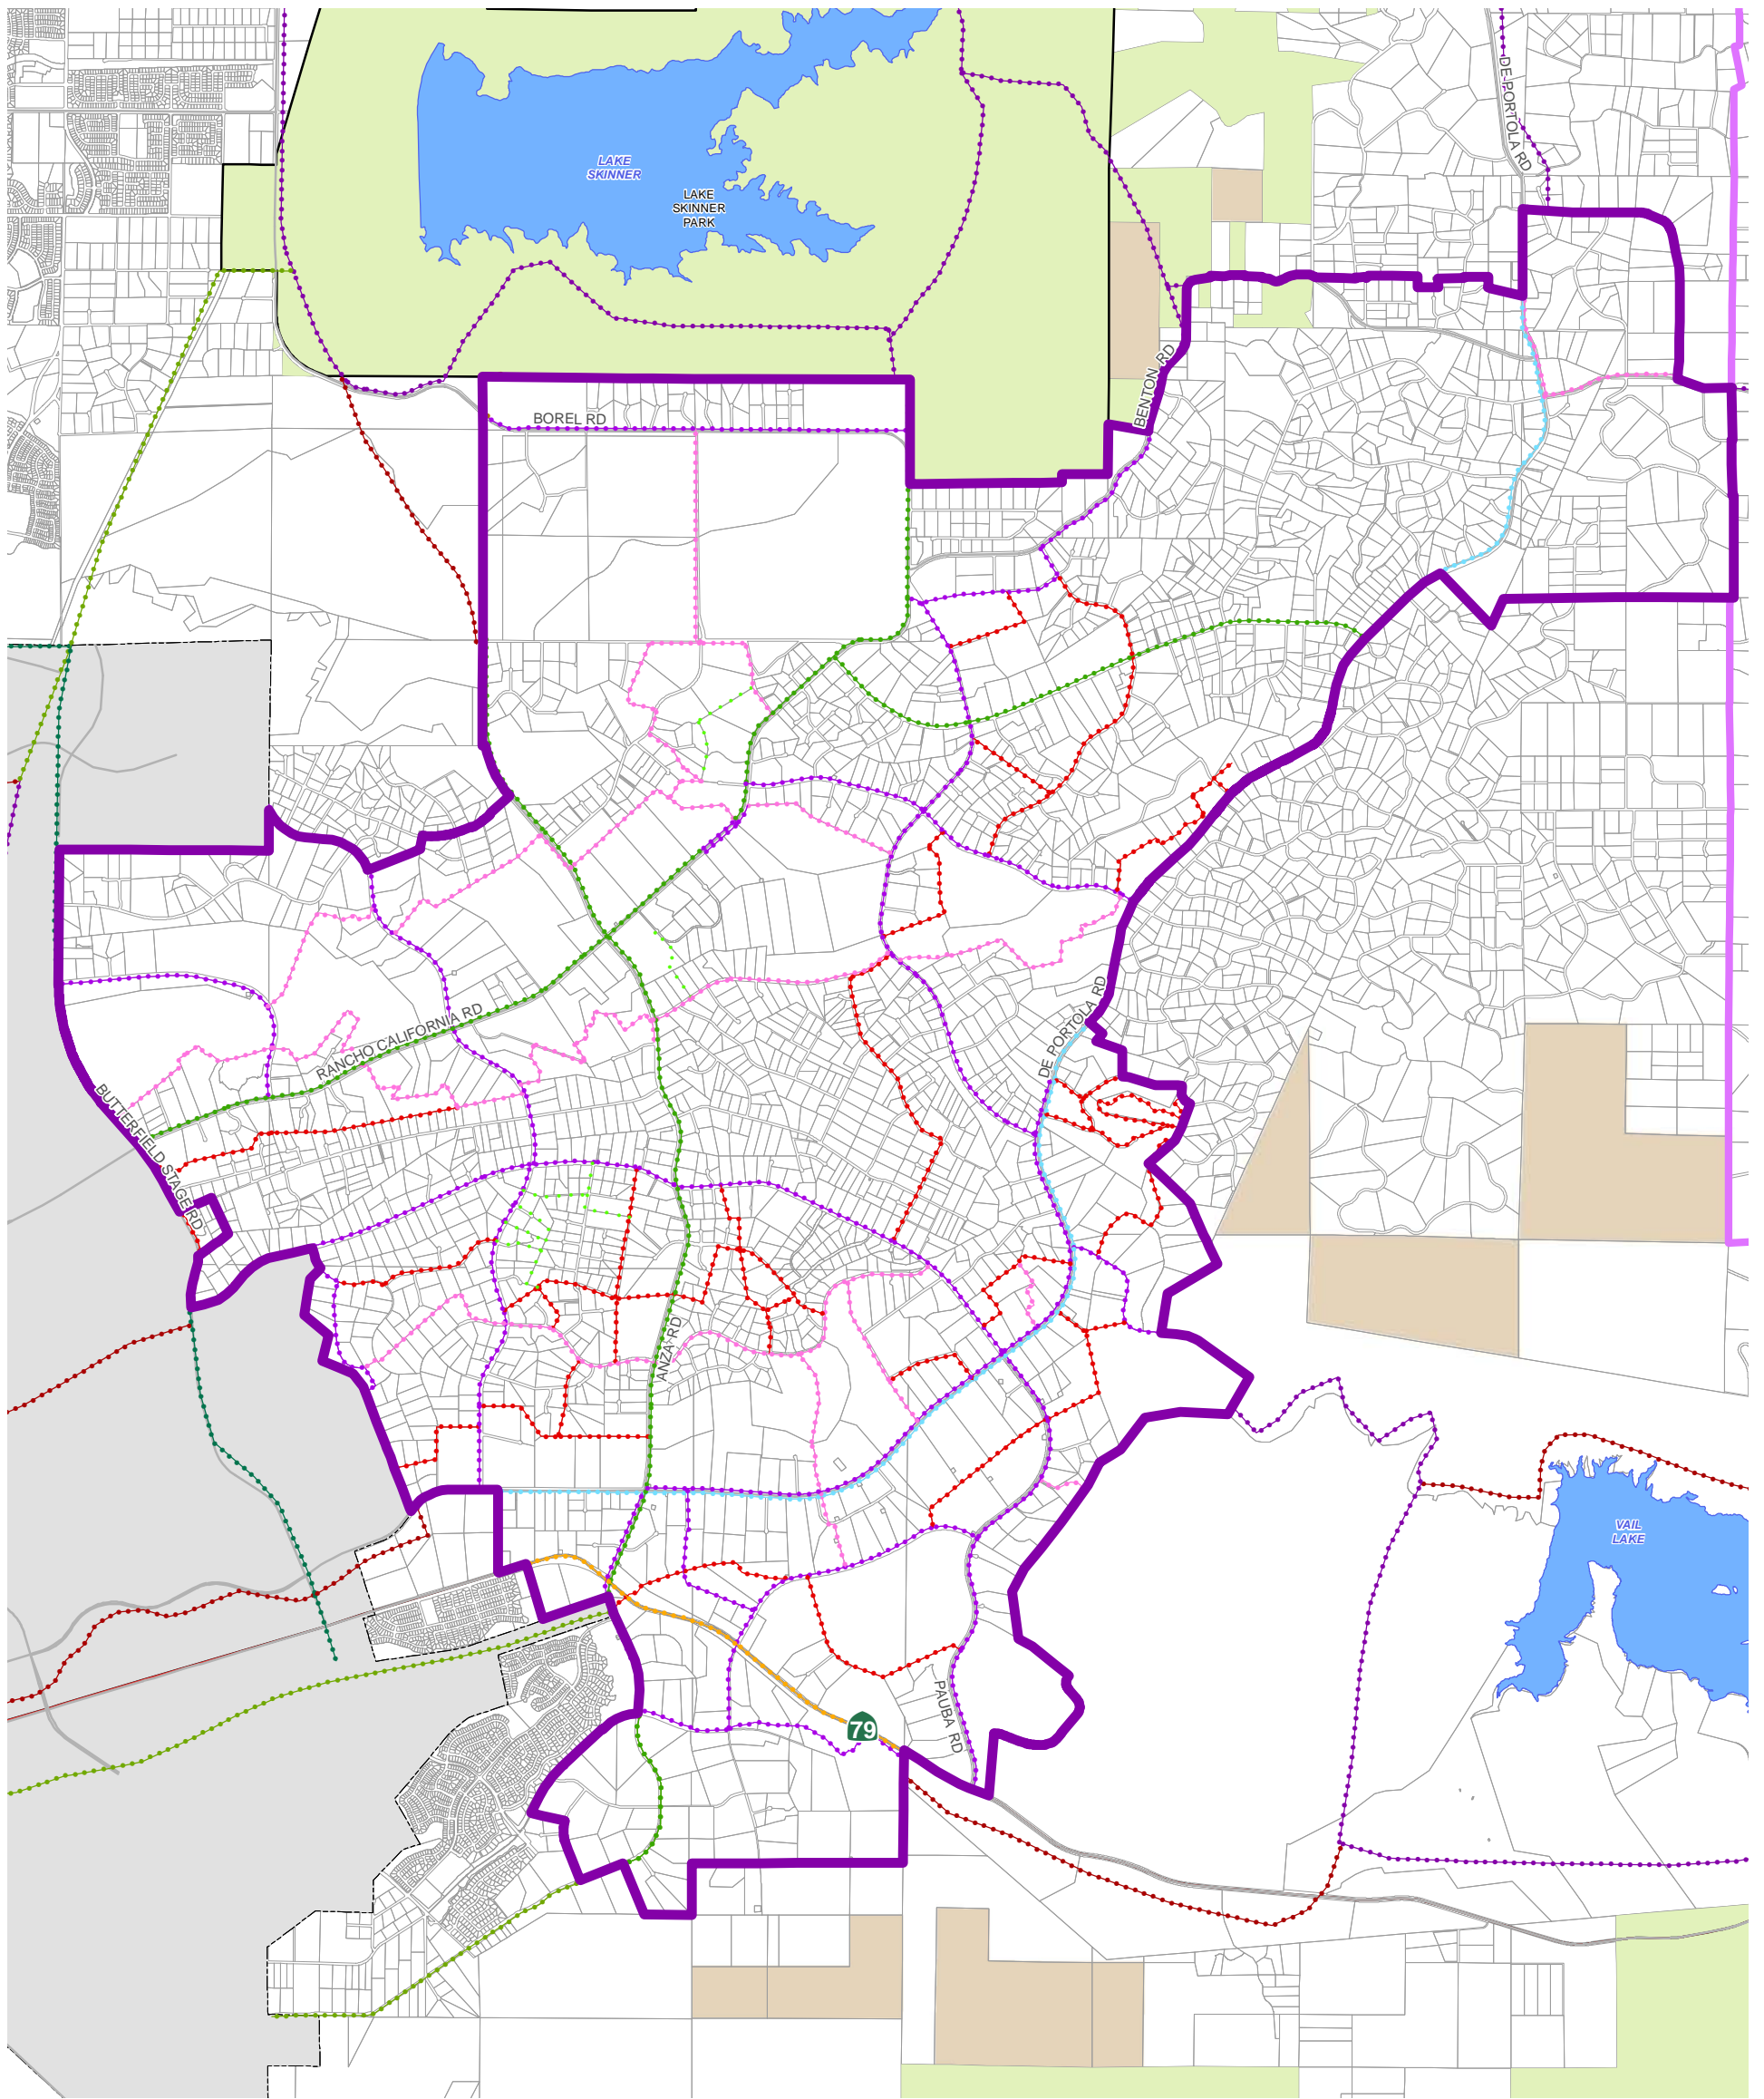 DE PORTOLA RD
LAKE
SKINNER
LAKE
SKINNER
PARK
BENTON RD
BOREL RD
DE PORTOLA RD
RANCHO CALIFORNIA RD
BUTTERFIELD STAGE RD
ANZA RD
VAIL
LAKE
PAUBA RD
79